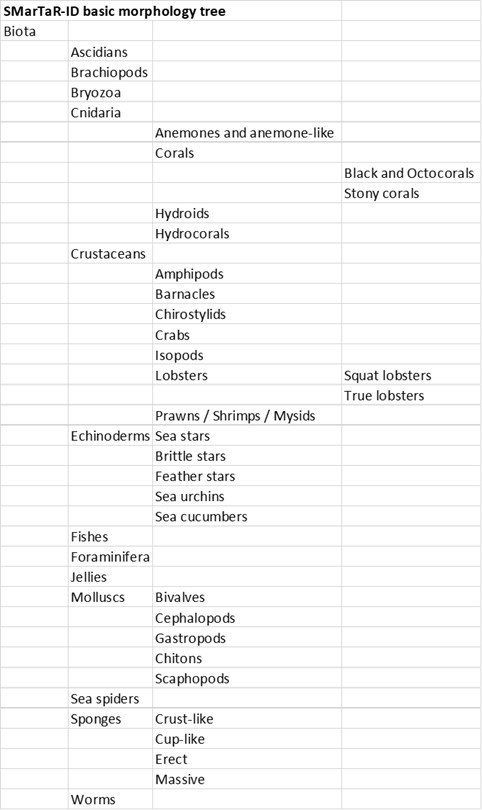 SMarTaR-ID basic morphology tree
Biota
Ascidians
Brachiopods
Bryozoa
Cnidaria
Anemones and anemone-like
Corals
Black and Octocorals
Stony corals
Hydroids
Hydrocorals
Crustaceans
Amphipods
Barnacles
Chirostylids
Crabs
Isopods
Lobsters Squat lobsters
True lobsters
Prawns / Shrimps / Mysids
Echinoderms Sea stars
Brittle stars
Feather stars
Sea urchins
Sea cucumbers
Fishes
Foraminifera
Jellies
Molluscs Bivalves
Cephalopods
Gastropods
Chitons
Scaphopods
Sea spiders
Sponges Crust-like
Cup-like
Erect
Massive
Worms